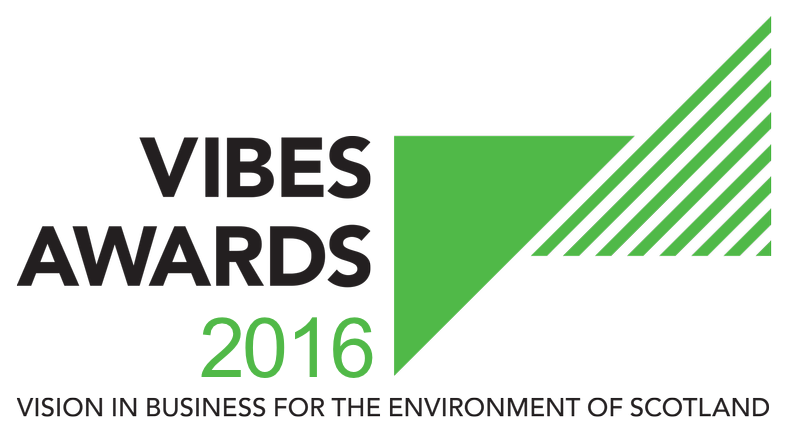 VIBES
AWARDS
2016
VISION IN BUSINESS FOR THE ENVIRONMENT OF SCOTLAND